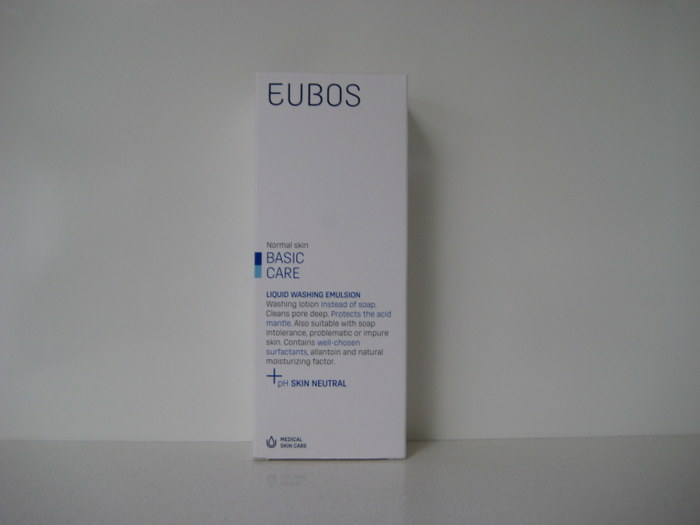 EUBOS
Normal skin
BASIC
CARE
LIQUID WASHING EMULSION
Washing lotion instead of soap.
Cleans pore deep. Protects the acid
mantle. Also suitable with soap
intolerance, problematic or impure
skin. Contains well-chosen
surfactants, allantoin and natural
moisturizing factor.
+pH SKIN NEUTRAL
MEDICAL
SKIN CARE